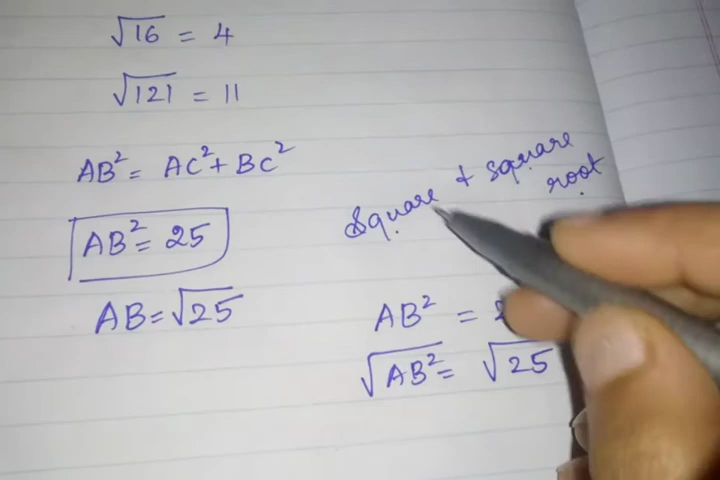 √16 = 4
√121 = 11
AB² = AC² + BC²
AB² = 25
AB = √25
Square + square
root
AB² =
√AB² = √25